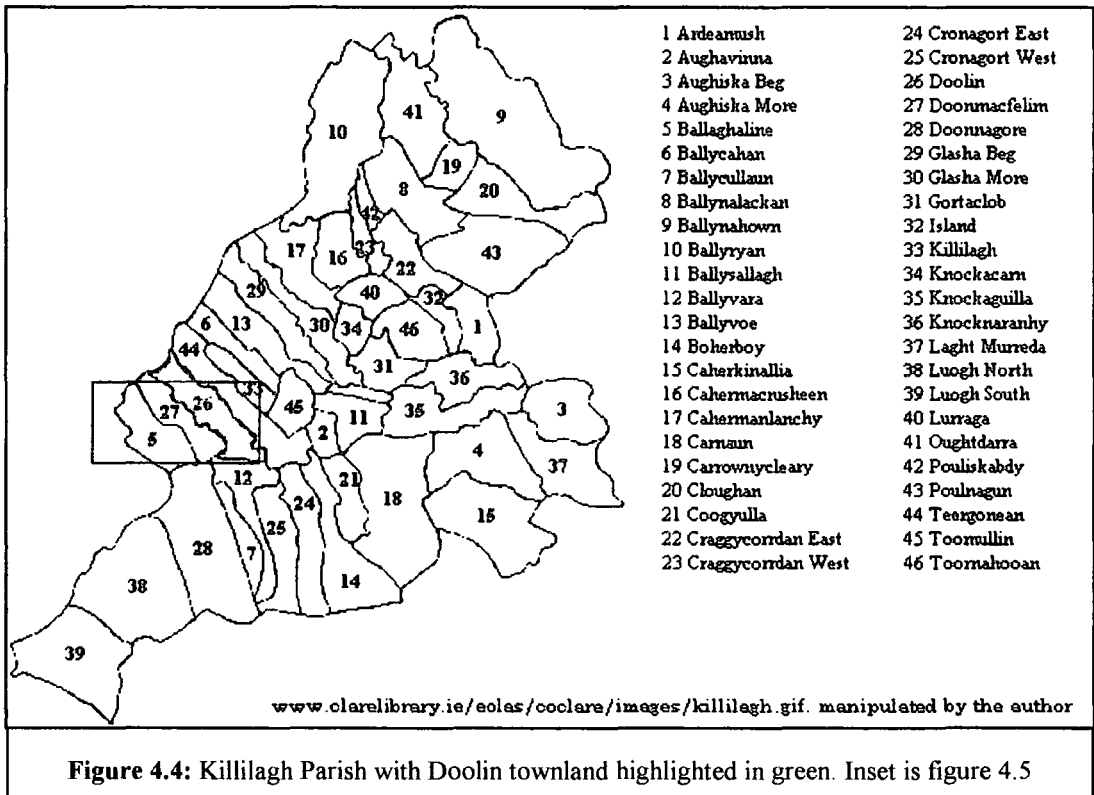 1 Ardeamush
2 Aughavinna
3 Aughiska Beg
4 Aughiska More
5 Ballaghaline
6 Ballycahan
7 Ballycullaun
8 Ballynalackan
9 Ballynahown
10 Ballyryan
11 Ballysallagh
12 Ballyvara
13 Ballyvoe
14 Boherboy
15 Caherkinallia
16 Cahermacrusheen
17 Cahermanlanchy
18 Carnaun
19 Carrownycleary
20 Cloughan
21 Coogyulla
22 Craggycorrdan East
23 Craggycorrdan West
24 Cronagort East
25 Cronagort West
26 Doolin
27 Doonmacfelim
28 Doonnagore
29 Glasha Beg
30 Glasha More
31 Gortaclob
32 Island
33 Killilagh
34 Knockacarn
35 Knockaguilla
36 Knocknaranhy
37 Laght Murreda
38 Luogh North
39 Luogh South
40 Lurraga
41 Oughtdarra
42 Pouliskabdy
43 Poulnagun
44 Teergonean
45 Toomullin
46 Toornahooan
41
9
10
19
8
20
42
17
16
23
22
43
29
40
32
6
13
30
34
46
1
44
31
36
33
26
45
27
11
35
3
5
2
4
12
21
37
24
18
25
15
28
7
14
38
39
www.clarelibrary.ie/eolas/coclare/images/killilagh.gif. manipulated by the author
Figure 4.4: Killilagh Parish with Doolin townland highlighted in green. Inset is figure 4.5